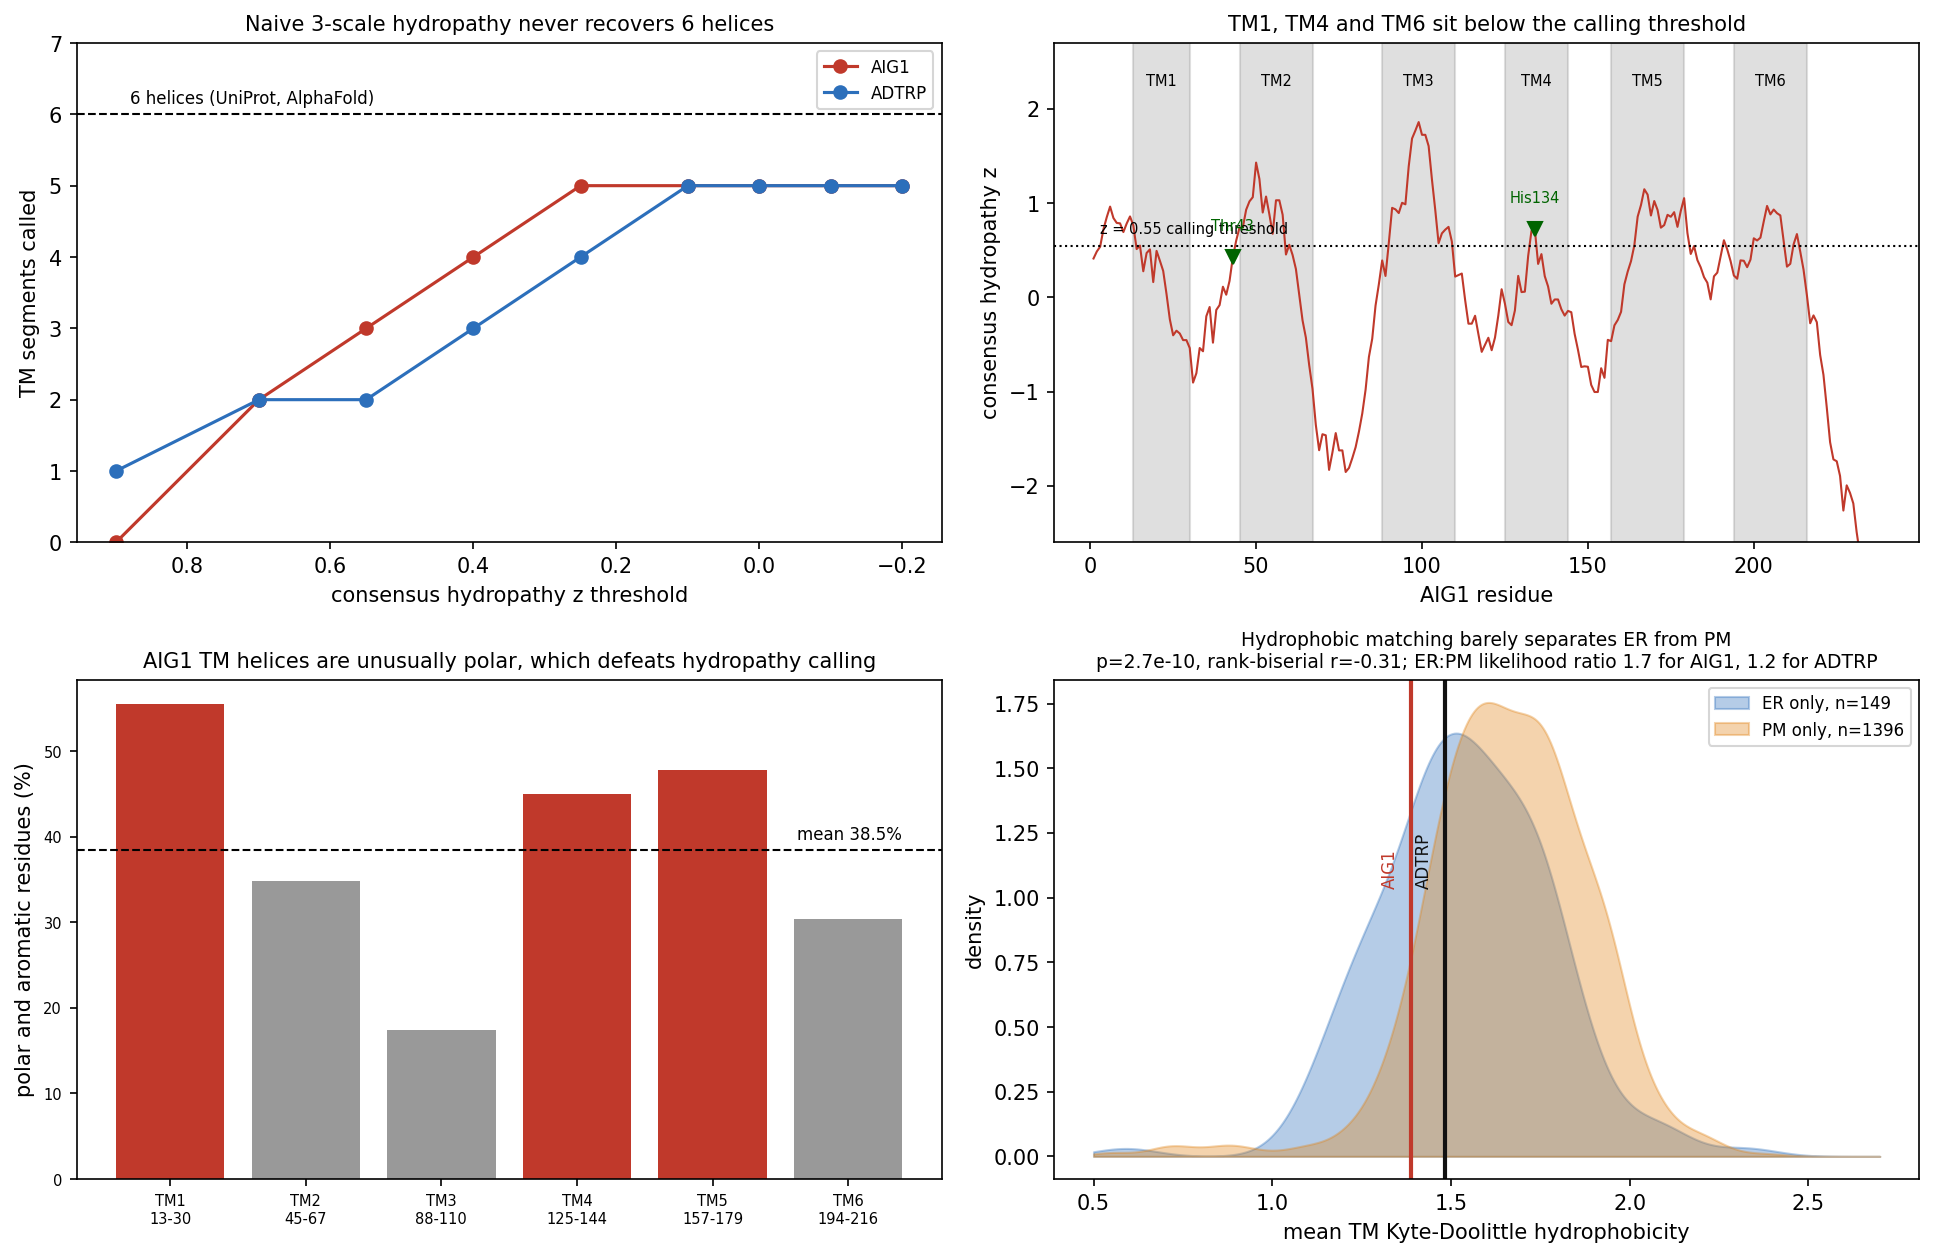 Naive 3-scale hydropathy never recovers 6 helices
7
6
5
4
3
2
1
0
TM segments called
6 helices (UniProt, AlphaFold)
AIG1
ADTRP
0.8
0.6
0.4
0.2
0.0
−0.2
consensus hydropathy z threshold
TM1, TM4 and TM6 sit below the calling threshold
2
1
0
−1
−2
consensus hydropathy z
TM1
TM2
TM3
TM4
TM5
TM6
His134
Thr43
z = 0.55 calling threshold
0
50
100
150
200
AIG1 residue
AIG1 TM helices are unusually polar, which defeats hydropathy calling
50
40
30
20
10
0
polar and aromatic residues (%)
mean 38.5%
TM1
13-30
TM2
45-67
TM3
88-110
TM4
125-144
TM5
157-179
TM6
194-216
Hydrophobic matching barely separates ER from PM
p=2.7e-10, rank-biserial r=-0.31; ER:PM likelihood ratio 1.7 for AIG1, 1.2 for ADTRP
1.75
1.50
1.25
1.00
0.75
0.50
0.25
0.00
density
AIG1
ADTRP
ER only, n=149
PM only, n=1396
0.5
1.0
1.5
2.0
2.5
mean TM Kyte-Doolittle hydrophobicity